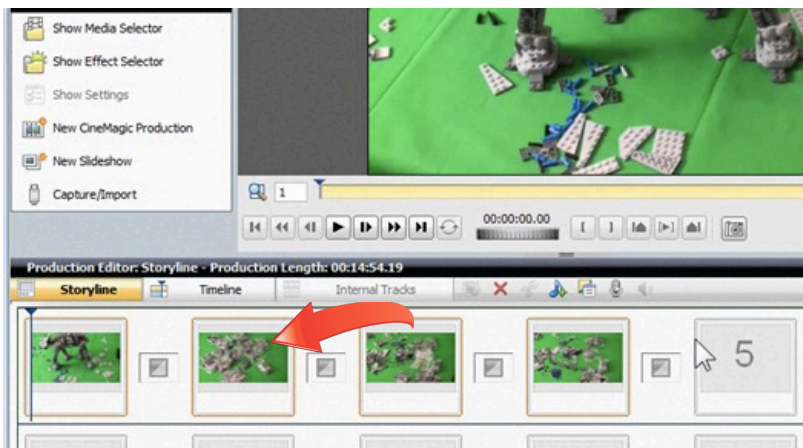 Show Media Selector
Show Effect Selector
Show Settings
New CineMagic Production
New Slideshow
Capture/Import
1
00:00:00.00
Production Editor: Storyline - Production Length: 00:14:54.19
Storyline Timeline Internal Tracks
5